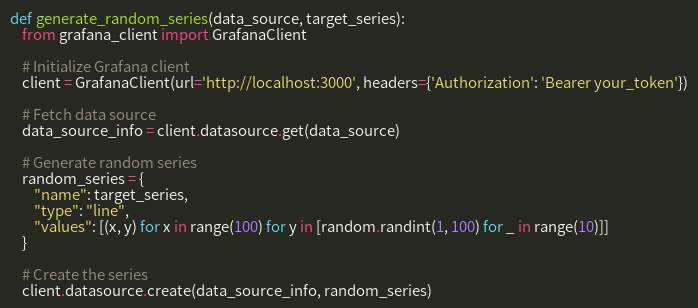 def generate_random_series(data_source, target_series):
from grafana_client import GrafanaClient
# Initialize Grafana client
client = GrafanaClient(url='http://localhost:3000', headers={'Authorization': 'Bearer your_token'})
# Fetch data source
data_source_info = client.datasource.get(data_source)
# Generate random series
random_series = {
"name": target_series,
"type": "line",
"values": [(x, y) for x in range(100) for y in [random.randint(1, 100) for _ in range(10)]]
}
# Create the series
client.datasource.create(data_source_info, random_series)